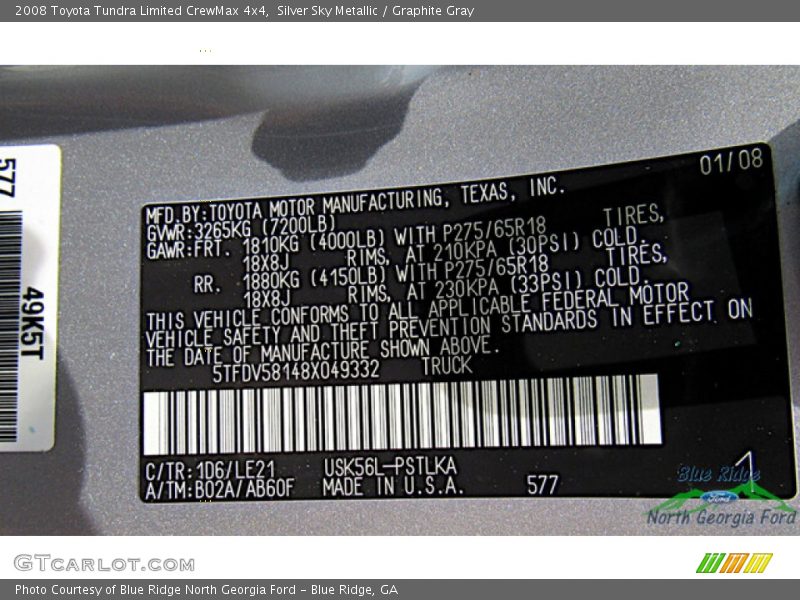 2008 Toyota Tundra Limited CrewMax 4x4,  Silver Sky Metallic / Graphite Gray
577
49K5T
01/08
MFD.BY:TOYOTA MOTOR MANUFACTURING, TEXAS, INC.
GVWR:3265KG (7200LB)
GAWR:FRT. 1810KG (4000LB) WITH P275/65R18 TIRES,
18X8J RIMS, AT 210KPA (30PSI) COLD.
RR. 1880KG (4150LB) WITH P275/65R18 TIRES,
18X8J RIMS, AT 230KPA (33PSI) COLD.
THIS VEHICLE CONFORMS TO ALL APPLICABLE FEDERAL MOTOR
VEHICLE SAFETY AND THEFT PREVENTION STANDARDS IN EFFECT ON
THE DATE OF MANUFACTURE SHOWN ABOVE.
5TFDV58148X049332 TRUCK
C/TR:1D6/LE21 USK56L-PSTLKA
A/TM:B02A/AB60F MADE IN U.S.A. 577
1
Blue Ridge
Ford
North Georgia Ford
GTCARLOT.COM
Photo Courtesy of Blue Ridge North Georgia Ford – Blue Ridge, GA